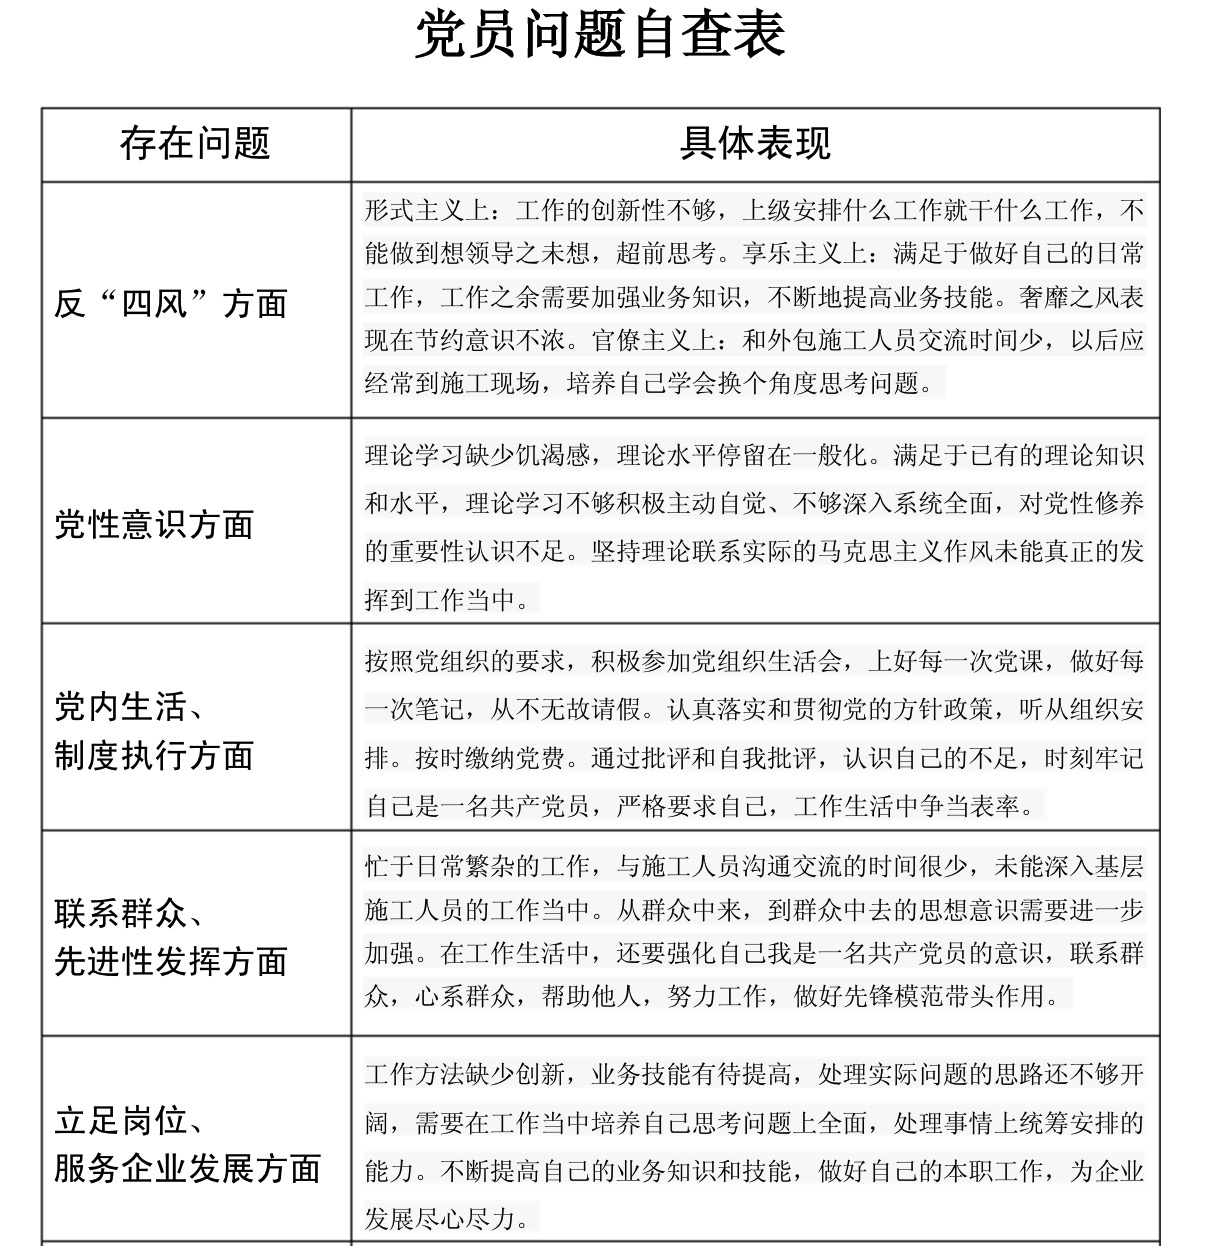 党员问题自查表
存在问题
具体表现
反“四风”方面
形式主义上：工作的创新性不够，上级安排什么工作就干什么工作，不
能做到想领导之未想，超前思考。享乐主义上：满足于做好自己的日常
工作，工作之余需要加强业务知识，不断地提高业务技能。奢靡之风表
现在节约意识不浓。官僚主义上：和外包施工人员交流时间少，以后应
经常到施工现场，培养自己学会换个角度思考问题。
党性意识方面
理论学习缺少饥渴感，理论水平停留在一般化。满足于已有的理论知识
和水平，理论学习不够积极主动自觉、不够深入系统全面，对党性修养
的重要性认识不足。坚持理论联系实际的马克思主义作风未能真正的发
挥到工作当中。
党内生活、
制度执行方面
按照党组织的要求，积极参加党组织生活会，上好每一次党课，做好每
一次笔记，从不无故请假。认真落实和贯彻党的方针政策，听从组织安
排。按时缴纳党费。通过批评和自我批评，认识自己的不足，时刻牢记
自己是一名共产党员，严格要求自己，工作生活中争当表率。
联系群众、
先进性发挥方面
忙于日常繁杂的工作，与施工人员沟通交流的时间很少，未能深入基层
施工人员的工作当中。从群众中来，到群众中去的思想意识需要进一步
加强。在工作生活中，还要强化自己我是一名共产党员的意识，联系群
众，心系群众，帮助他人，努力工作，做好先锋模范带头作用。
立足岗位、
服务企业发展方面
工作方法缺少创新，业务技能有待提高，处理实际问题的思路还不够开
阔，需要在工作当中培养自己思考问题上全面，处理事情上统筹安排的
能力。不断提高自己的业务知识和技能，做好自己的本职工作，为企业
发展尽心尽力。